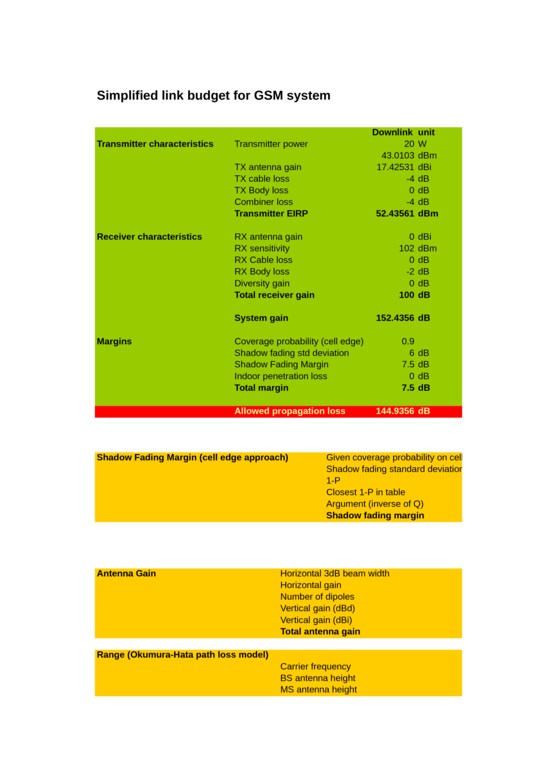 Simplified link budget for GSM system
Downlink unit
Transmitter characteristics Transmitter power 20 W
43.0103 dBm
TX antenna gain 17.42531 dBi
TX cable loss -4 dB
TX Body loss 0 dB
Combiner loss -4 dB
Transmitter EIRP 52.43561 dBm
Receiver characteristics RX antenna gain 0 dBi
RX sensitivity 102 dBm
RX Cable loss 0 dB
RX Body loss -2 dB
Diversity gain 0 dB
Total receiver gain 100 dB
System gain 152.4356 dB
Margins Coverage probability (cell edge) 0.9
Shadow fading std deviation 6 dB
Shadow Fading Margin 7.5 dB
Indoor penetration loss 0 dB
Total margin 7.5 dB
Allowed propagation loss 144.9356 dB
Shadow Fading Margin (cell edge approach) Given coverage probability on cell
Shadow fading standard deviation
1-P
Closest 1-P in table
Argument (inverse of Q)
Shadow fading margin
Antenna Gain Horizontal 3dB beam width
Horizontal gain
Number of dipoles
Vertical gain (dBd)
Vertical gain (dBi)
Total antenna gain
Range (Okumura-Hata path loss model)
Carrier frequency
BS antenna height
MS antenna height